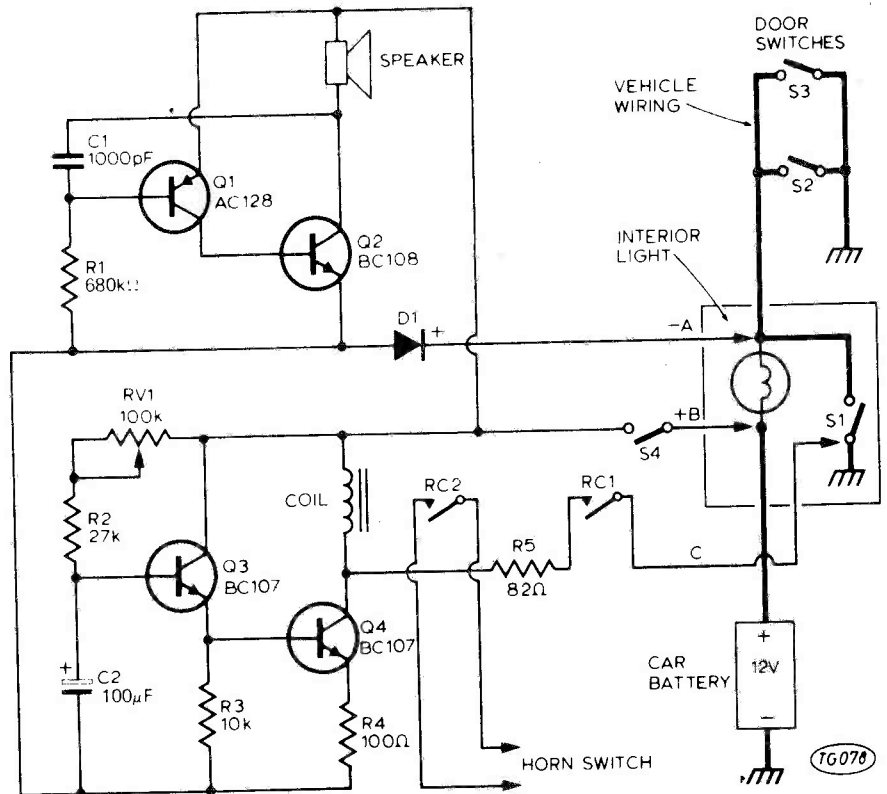 DOOR
SWITCHES
SPEAKER
S3
VEHICLE
WIRING
C1
1000pF
S2
Q1
AC128
Q2
BC108
INTERIOR
LIGHT
R1
680kΩ
D1
+
-A
RV1
100k
+B
S1
S4
COIL
RC2
RC1
R2
27k
R5
C
82Ω
Q3
BC107
Q4
BC107
+
C2
100µF
R3
10k
R4
100Ω
CAR
BATTERY
+
12V
-
HORN SWITCH
TG078